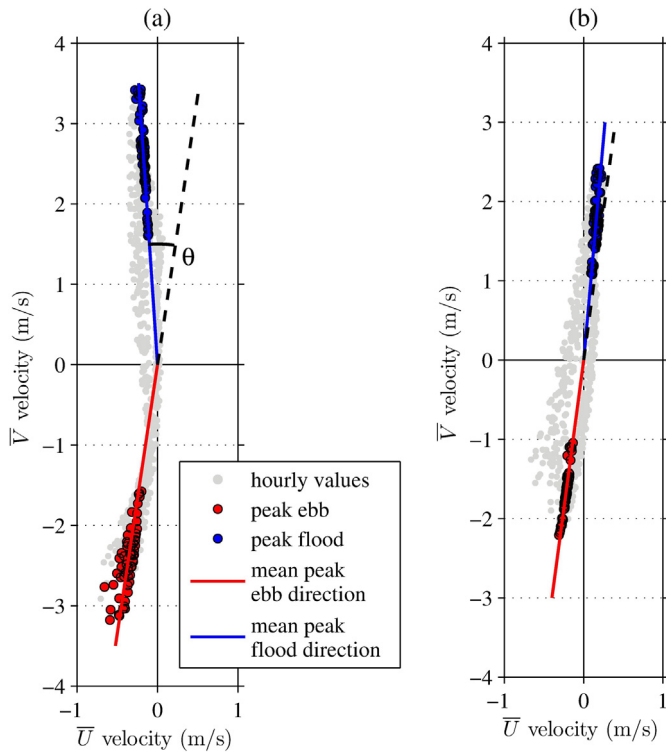 (a)
(b)
4
3
2
1
0
−1
−2
−3
−4
−1
0
1
V̅ velocity (m/s)
U̅ velocity (m/s)
θ
hourly values
peak ebb
peak flood
mean peak
ebb direction
mean peak
flood direction
4
3
2
1
0
−1
−2
−3
−4
−1
0
1
V̅ velocity (m/s)
U̅ velocity (m/s)